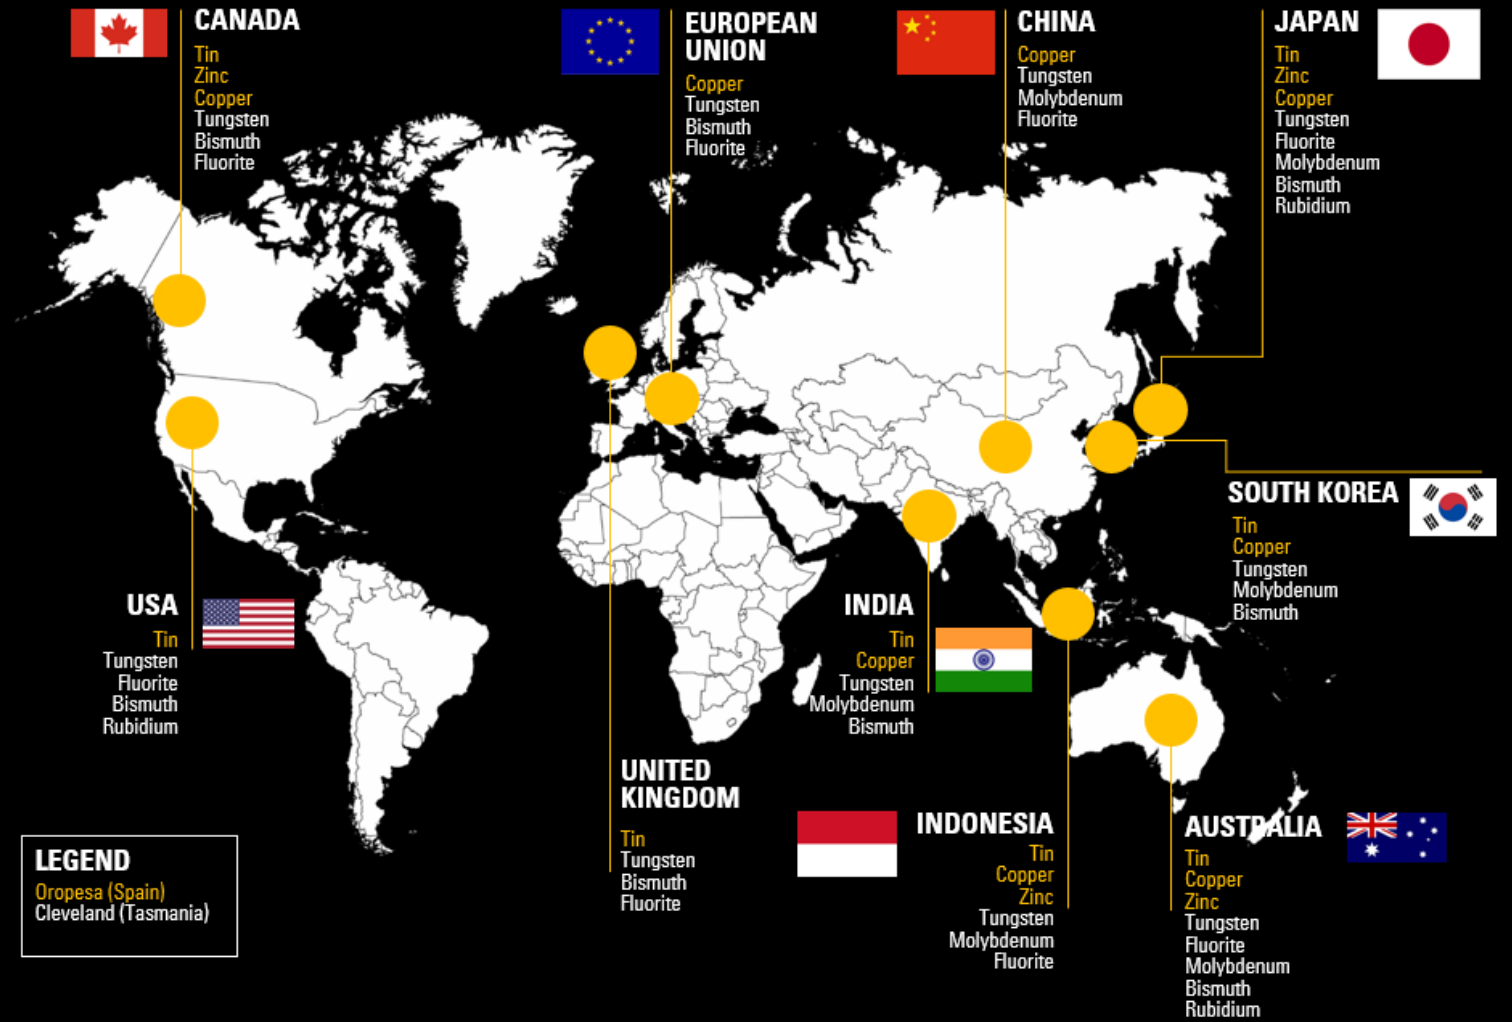 CANADA
Tin
Zinc
Copper
Tungsten
Bismuth
Fluorite
EUROPEAN
UNION
Copper
Tungsten
Bismuth
Fluorite
CHINA
Copper
Tungsten
Molybdenum
Fluorite
JAPAN
Tin
Zinc
Copper
Tungsten
Fluorite
Molybdenum
Bismuth
Rubidium
SOUTH KOREA
Tin
Copper
Tungsten
Molybdenum
Bismuth
USA
Tin
Tungsten
Fluorite
Bismuth
Rubidium
INDIA
Tin
Copper
Tungsten
Molybdenum
Bismuth
UNITED
KINGDOM
Tin
Tungsten
Bismuth
Fluorite
INDONESIA
Tin
Copper
Zinc
Tungsten
Molybdenum
Fluorite
AUSTRALIA
Tin
Copper
Zinc
Tungsten
Fluorite
Molybdenum
Bismuth
Rubidium
LEGEND
Oropesa (Spain)
Cleveland (Tasmania)